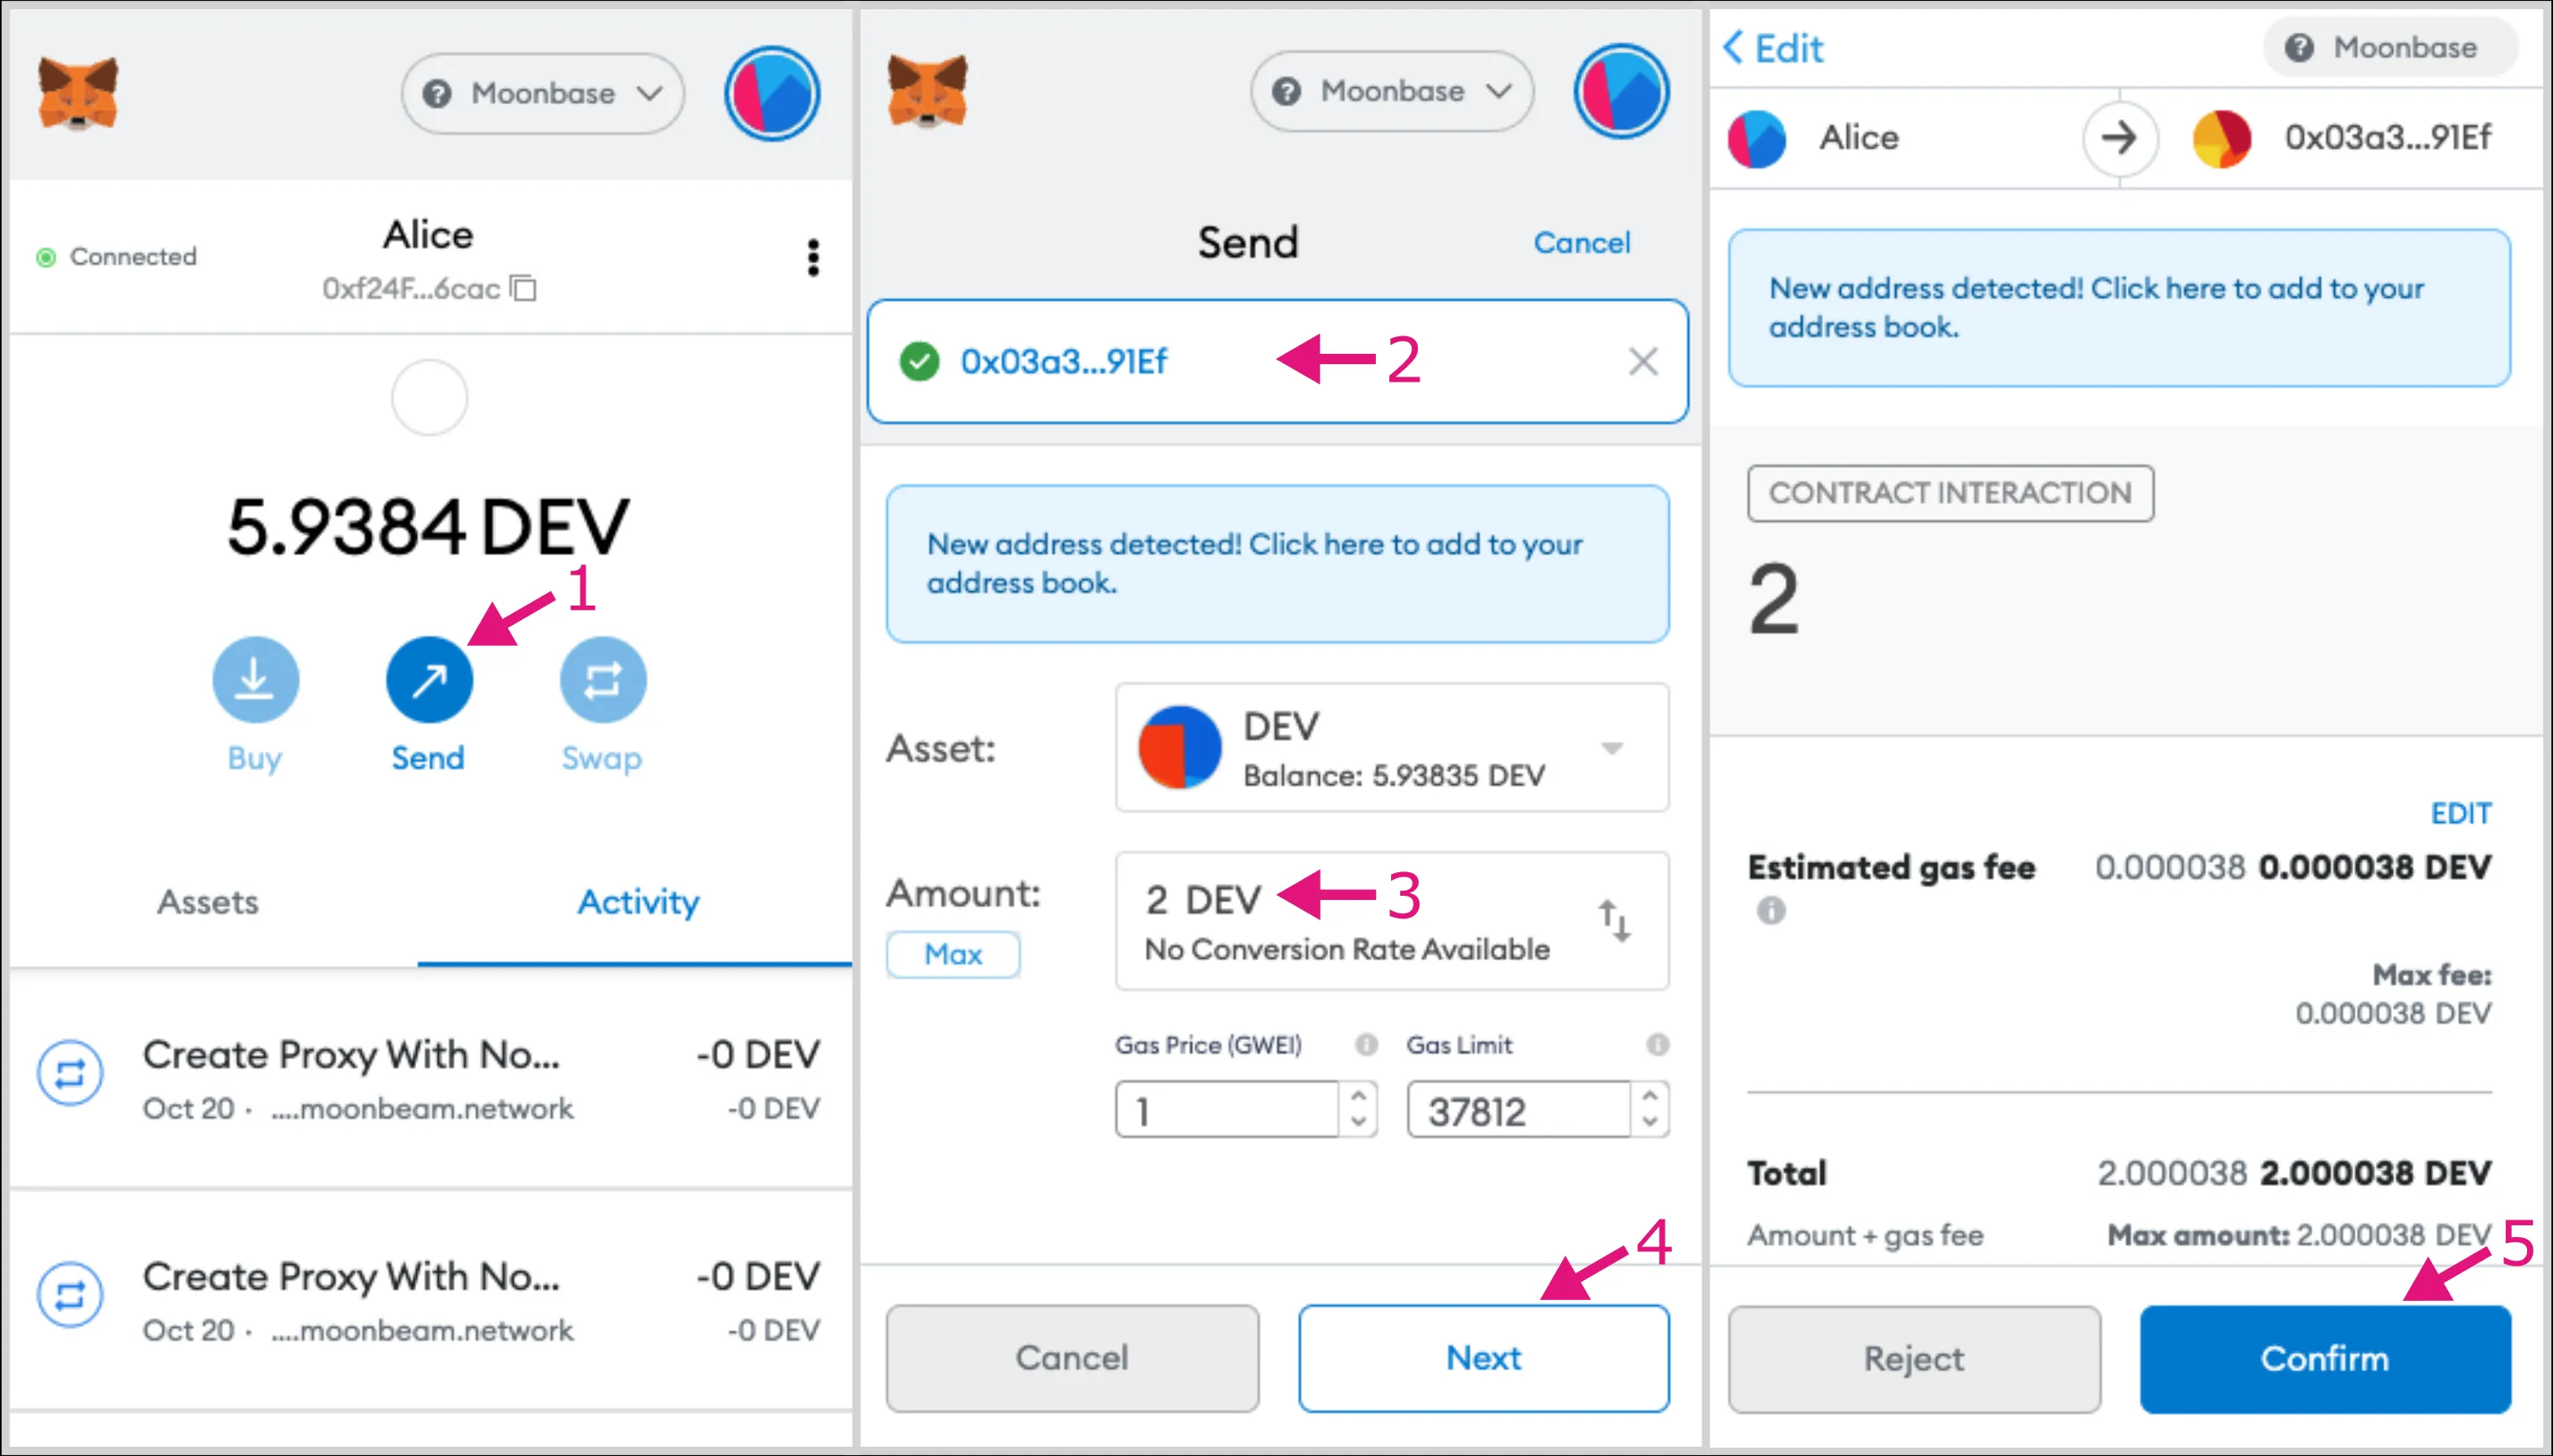 Moonbase
Connected
Alice
0xf24F...6cac
5.9384 DEV
1
Buy
Send
Swap
Assets
Activity
Create Proxy With No...
-0 DEV
Oct 20 · ....moonbeam.network
-0 DEV
Create Proxy With No...
-0 DEV
Oct 20 · ....moonbeam.network
-0 DEV
Moonbase
Send
Cancel
0x03a3...91Ef
2
New address detected! Click here to add to your
address book.
Asset:
DEV
Balance: 5.93835 DEV
Amount:
Max
2 DEV
3
No Conversion Rate Available
Gas Price (GWEI)
Gas Limit
1
37812
4
Cancel
Next
Edit
Moonbase
Alice
0x03a3...91Ef
New address detected! Click here to add to your
address book.
CONTRACT INTERACTION
2
EDIT
Estimated gas fee
0.000038 0.000038 DEV
Max fee:
0.000038 DEV
Total
2.000038 2.000038 DEV
Amount + gas fee
Max amount: 2.000038 DEV
5
Reject
Confirm